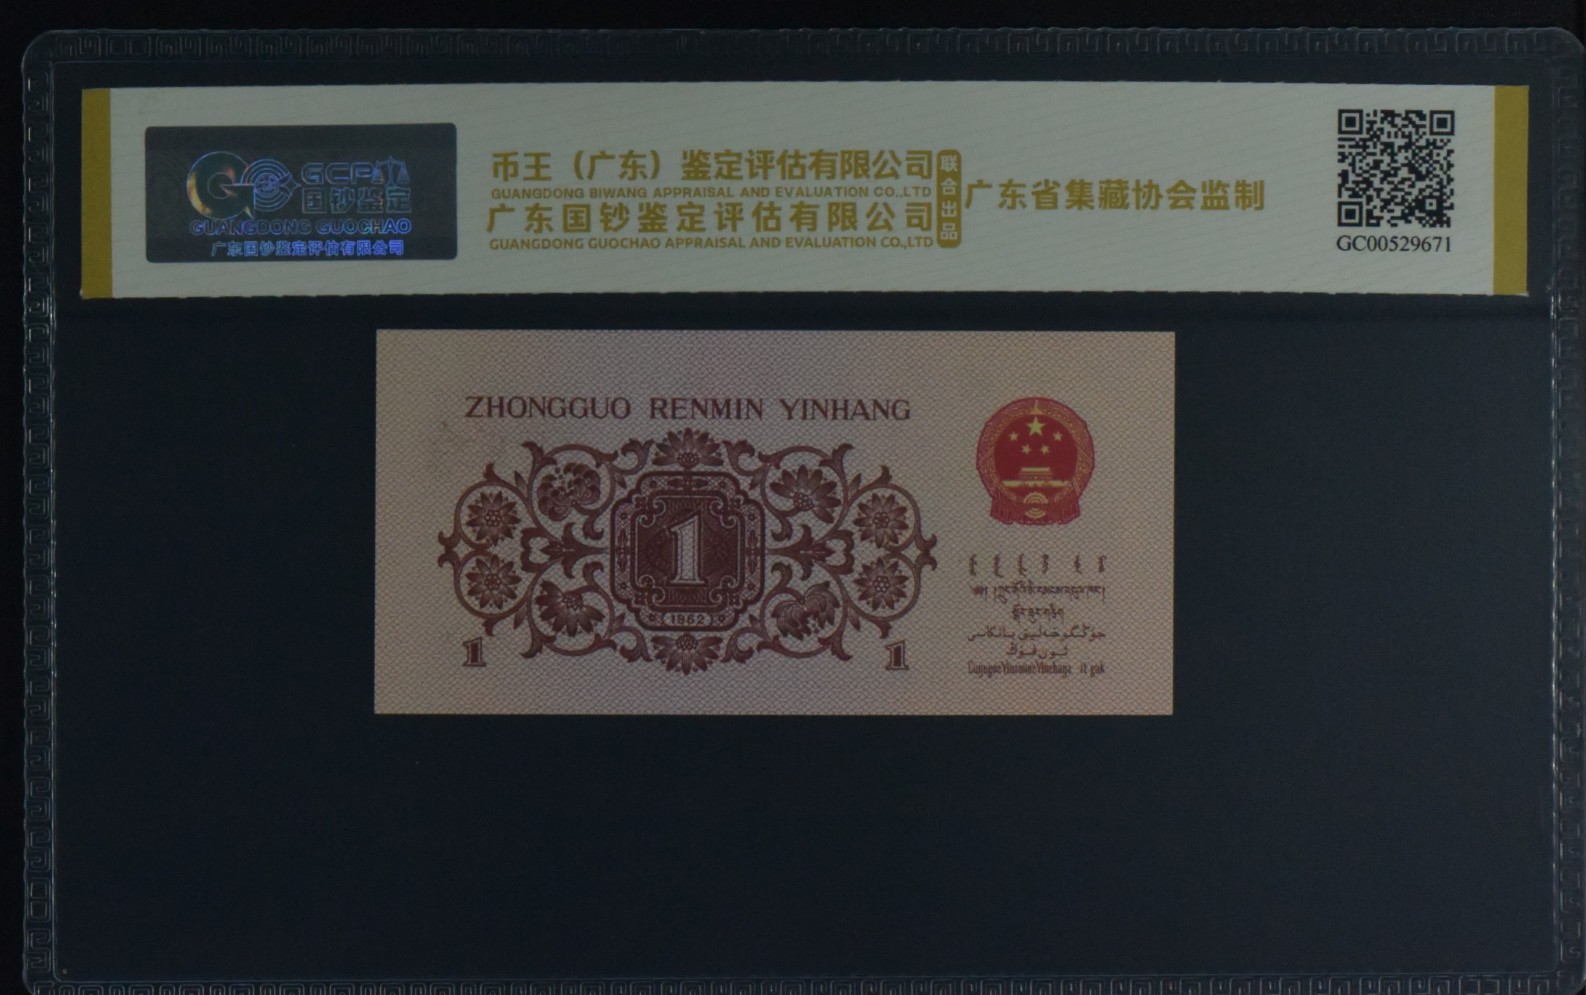 GCPA
国钞鉴定
GUANGDONG GUOCHAO
广东国钞鉴定评估有限公司
币王（广东）鉴定评估有限公司
GUANGDONG BIWANG APPRAISAL AND EVALUATION CO.,LTD
广东国钞鉴定评估有限公司
GUANGDONG GUOCHAO APPRAISAL AND EVALUATION CO.,LTD
联合出品
广东省集藏协会监制
GC00529671
ZHONGGUO RENMIN YINHANG
1
(1962)
1
1
جۇڭگو خەلىق بانكىسى